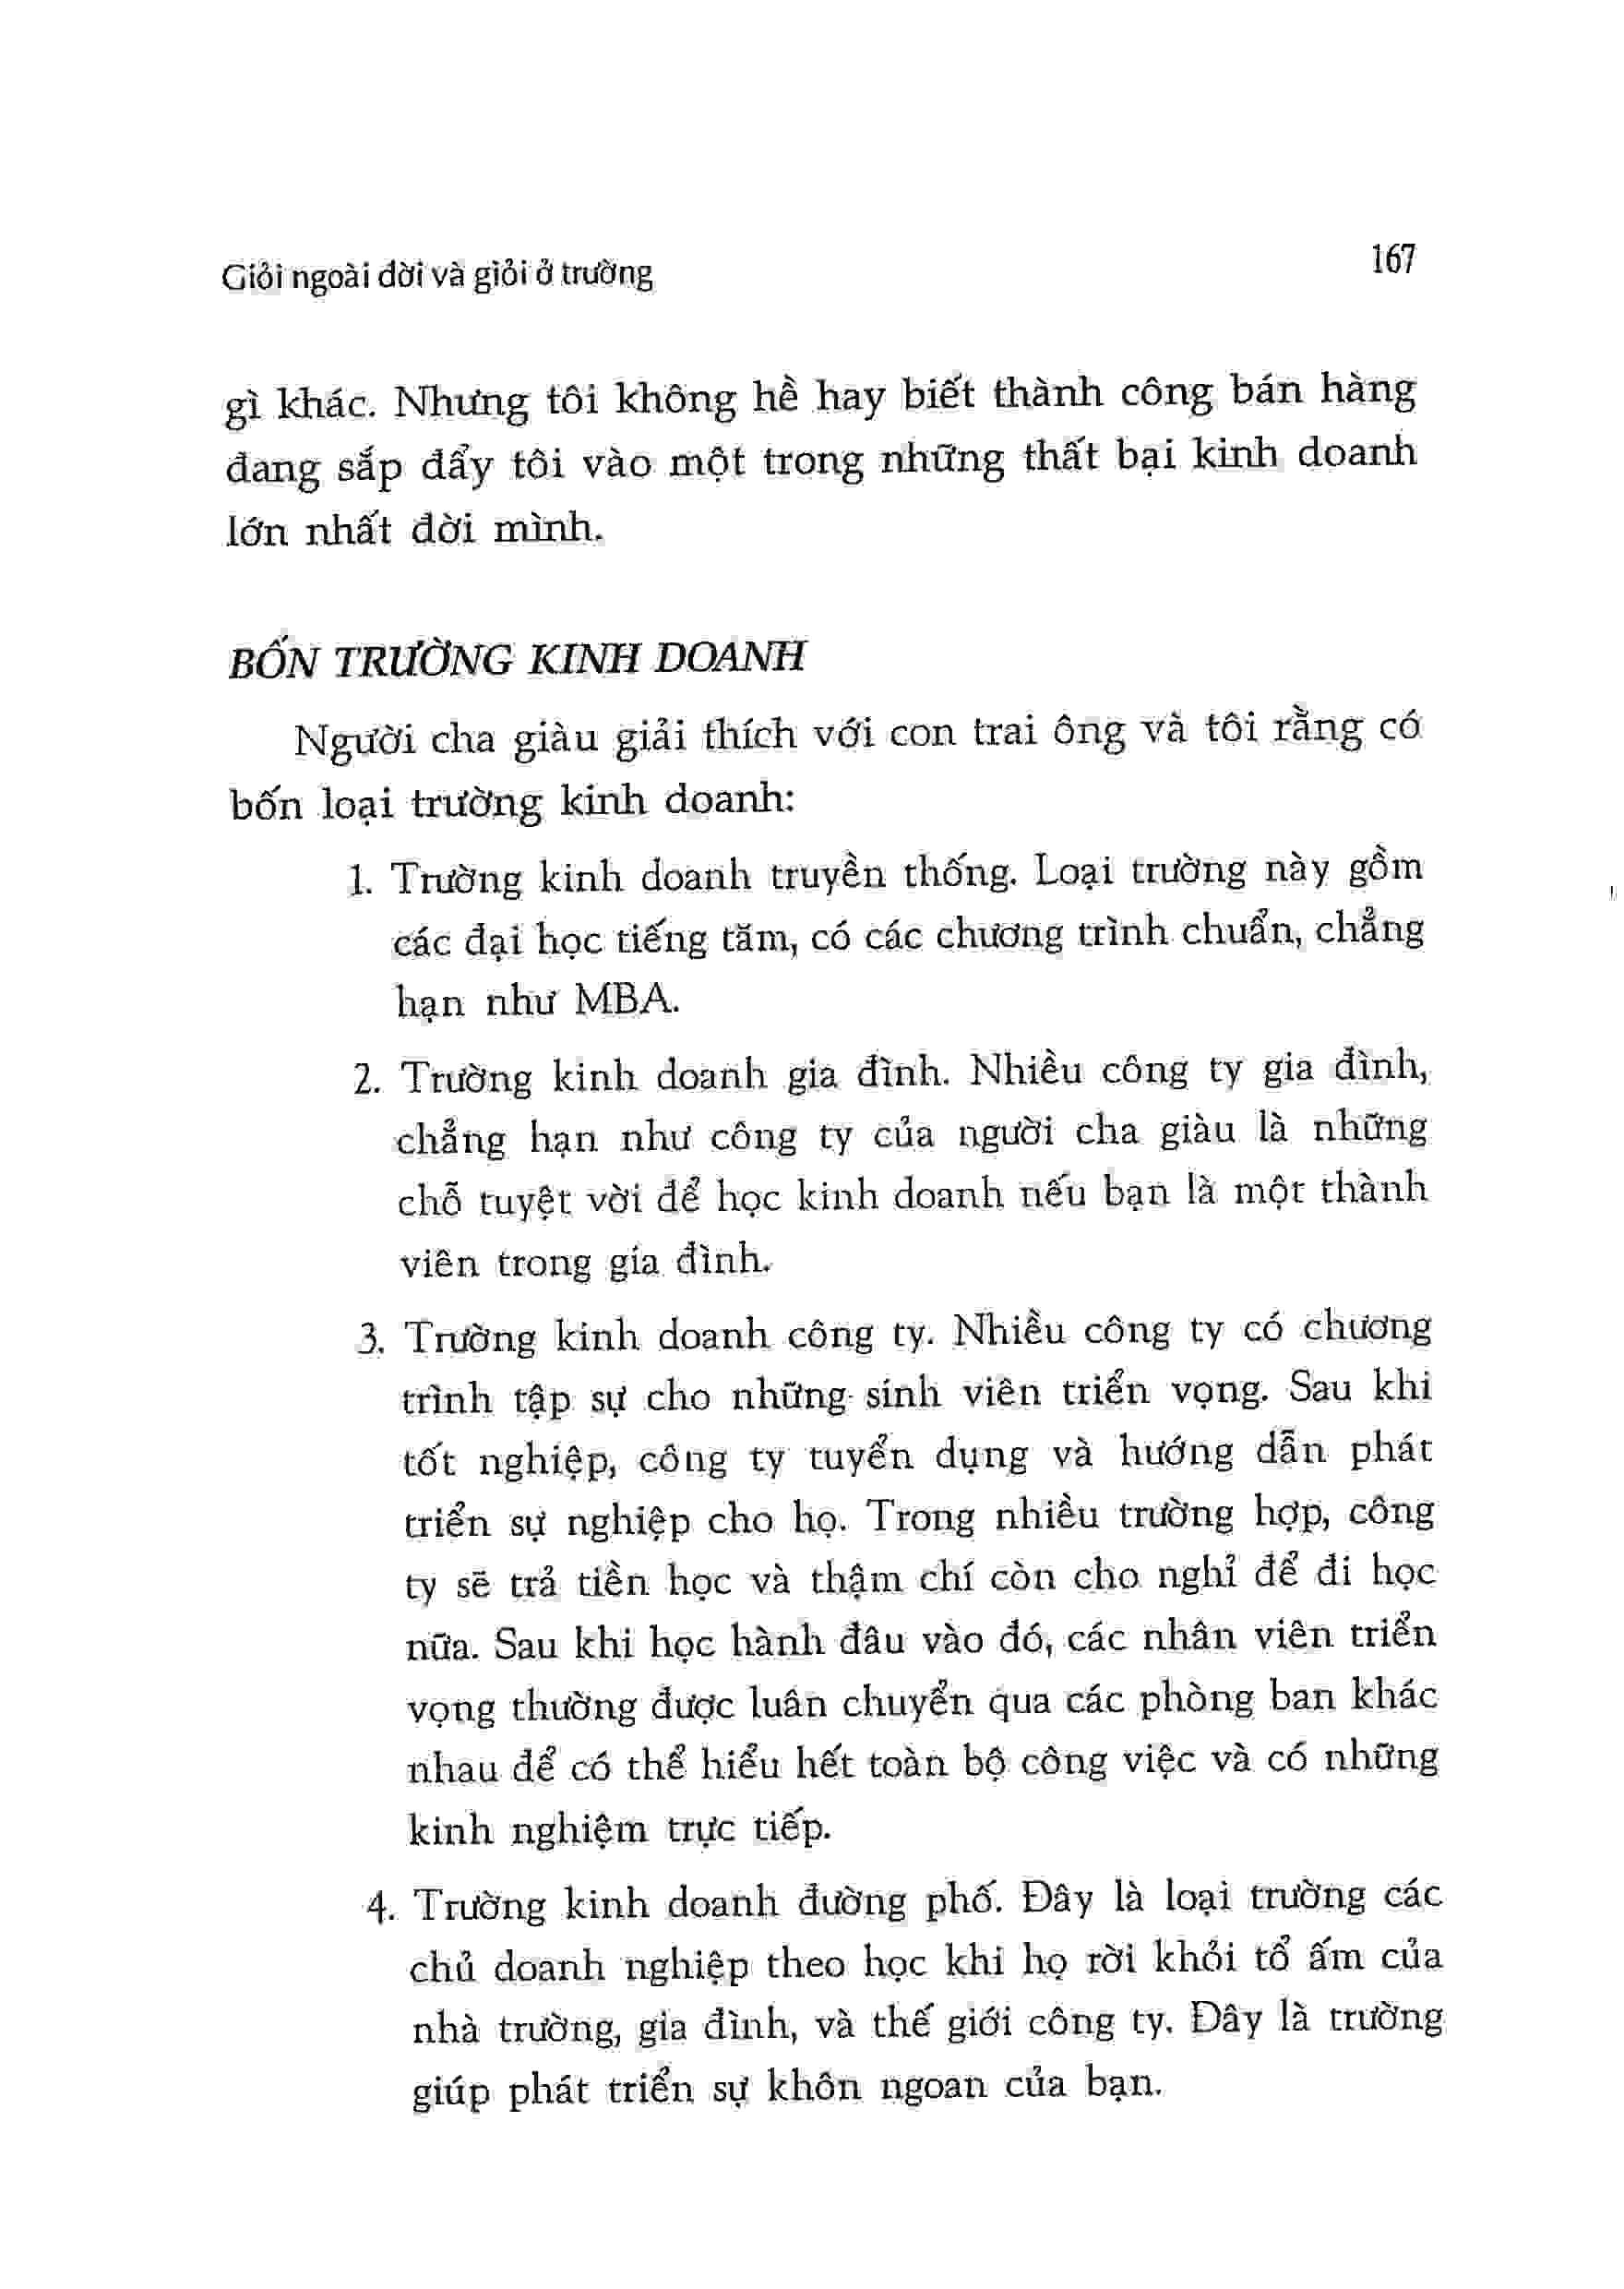 Giỏi ngoài đời và giỏi ở trường
167
gì khác. Nhưng tôi không hề hay biết thành công bán hàng
đang sắp đẩy tôi vào một trong những thất bại kinh doanh
lớn nhất đời mình.
BỐN TRƯỜNG KINH DOANH
Người cha giàu giải thích với con trai ông và tôi rằng có
bốn loại trường kinh doanh:
1. Trường kinh doanh truyền thống. Loại trường này gồm
các đại học tiếng tăm, có các chương trình chuẩn, chẳng
hạn như MBA.
2. Trường kinh doanh gia đình. Nhiều công ty gia đình,
chẳng hạn như công ty của người cha giàu là những
chỗ tuyệt vời để học kinh doanh nếu bạn là một thành
viên trong gia đình.
3. Trường kinh doanh công ty. Nhiều công ty có chương
trình tập sự cho những sinh viên triển vọng. Sau khi
tốt nghiệp, công ty tuyển dụng và hướng dẫn phát
triển sự nghiệp cho họ. Trong nhiều trường hợp, công
ty sẽ trả tiền học và thậm chí còn cho nghỉ để đi học
nữa. Sau khi học hành đâu vào đó, các nhân viên triển
vọng thường được luân chuyển qua các phòng ban khác
nhau để có thể hiểu hết toàn bộ công việc và có những
kinh nghiệm trực tiếp.
4. Trường kinh doanh đường phố. Đây là loại trường các
chủ doanh nghiệp theo học khi họ rời khỏi tổ ấm của
nhà trường, gia đình, và thế giới công ty. Đây là trường
giúp phát triển sự khôn ngoan của bạn.